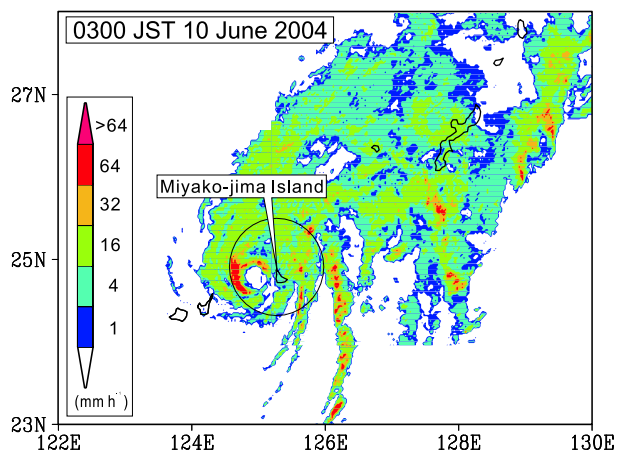 0300 JST 10 June 2004
27N
>64
64
32
16
4
1
(mm h⁻¹)
Miyako-jima Island
25N
23N
122E
124E
126E
128E
130E